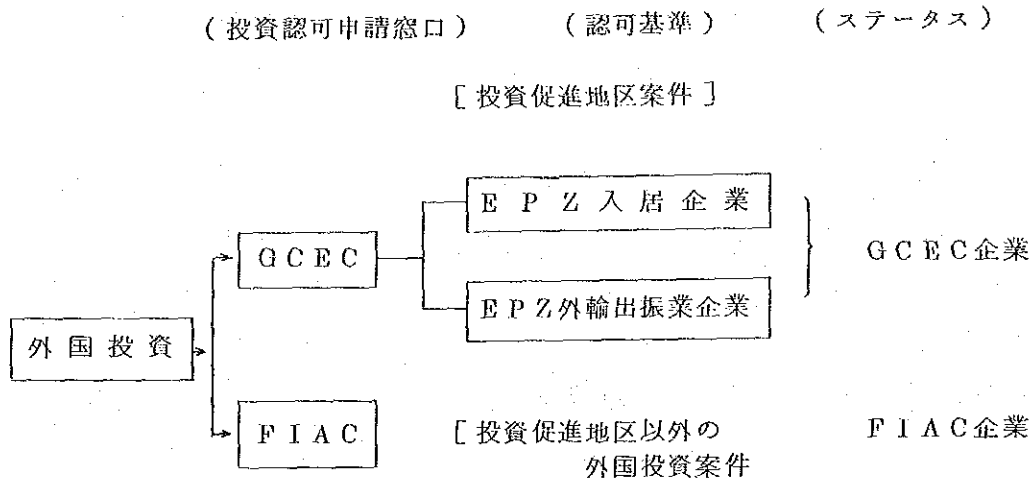 (投資認可申請窓口) (認可基準) (ステータス)
[投資促進地区案件]
EPZ入居企業
GCEC
GCEC企業
EPZ外輸出振業企業
外国投資
FIAC
[投資促進地区以外の
外国投資案件
FIAC企業